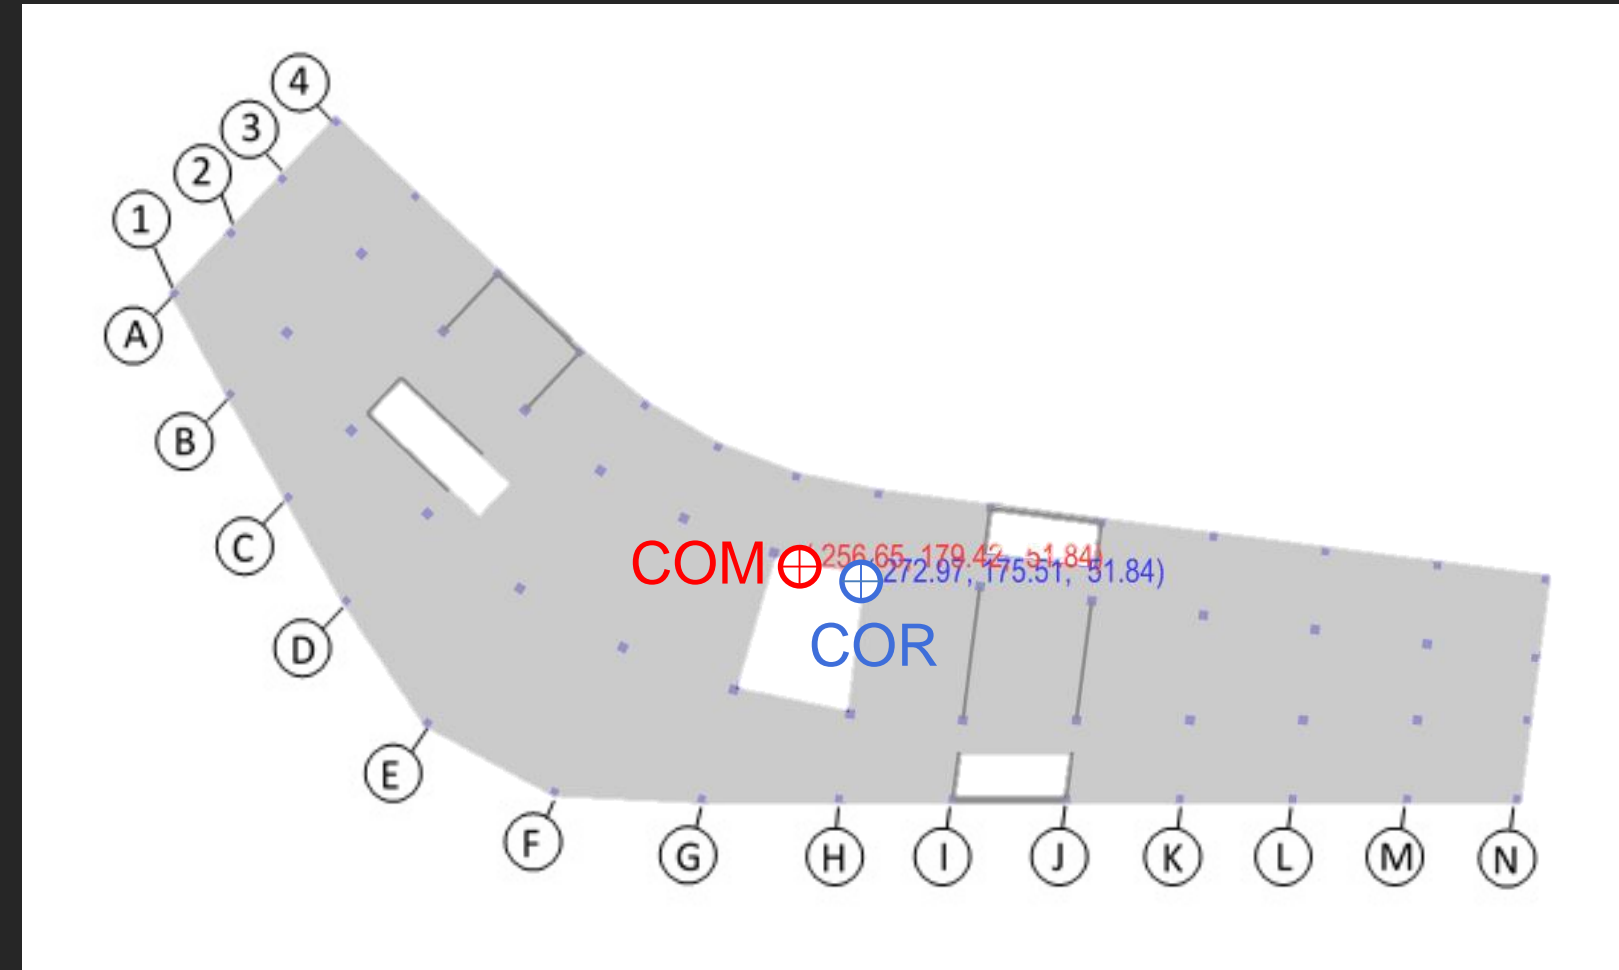 4
3
2
1
A
B
C
COM
(256.65, 179.42, 51.84)
272.97, 175.51, 51.84)
COR
D
E
F
G
H
I
J
K
L
M
N